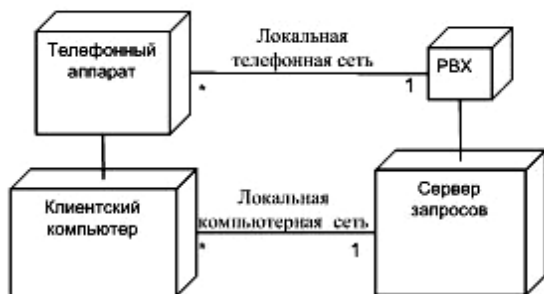 Телефонный
аппарат
Локальная
телефонная сеть
*
1
PBX
Клиентский
компьютер
Локальная
компьютерная сеть
*
1
Сервер
запросов